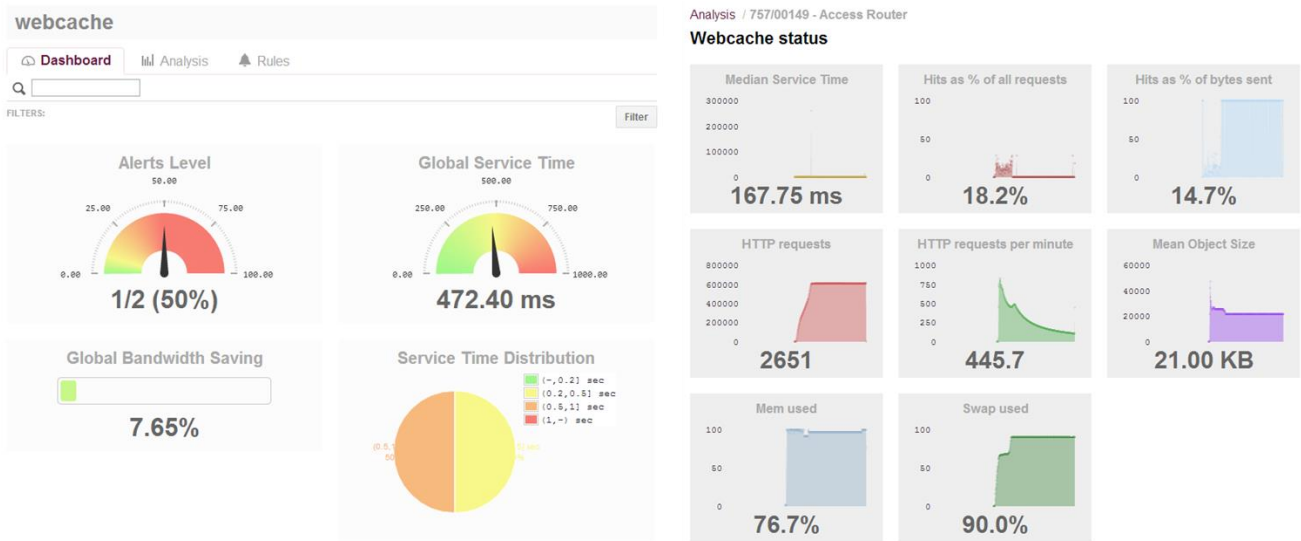 webcache
Dashboard Analysis Rules
FILTERS:
Filter
Alerts Level
50.00
25.00 75.00
0.00 100.00
1/2 (50%)
Global Service Time
500.00
250.00 750.00
0.00 1000.00
472.40 ms
Global Bandwidth Saving
7.65%
Service Time Distribution
(-,0.2] sec
(0.2,0.5] sec
(0.5,1] sec
(1,-) sec
Analysis / 757/00149 - Access Router
Webcache status
Median Service Time
300000
200000
100000
0
167.75 ms
Hits as % of all requests
100
50
0
18.2%
Hits as % of bytes sent
100
50
0
14.7%
HTTP requests
800000
600000
400000
200000
0
2651
HTTP requests per minute
1000
750
500
250
0
445.7
Mean Object Size
60000
40000
20000
0
21.00 KB
Mem used
100
50
0
76.7%
Swap used
100
50
0
90.0%